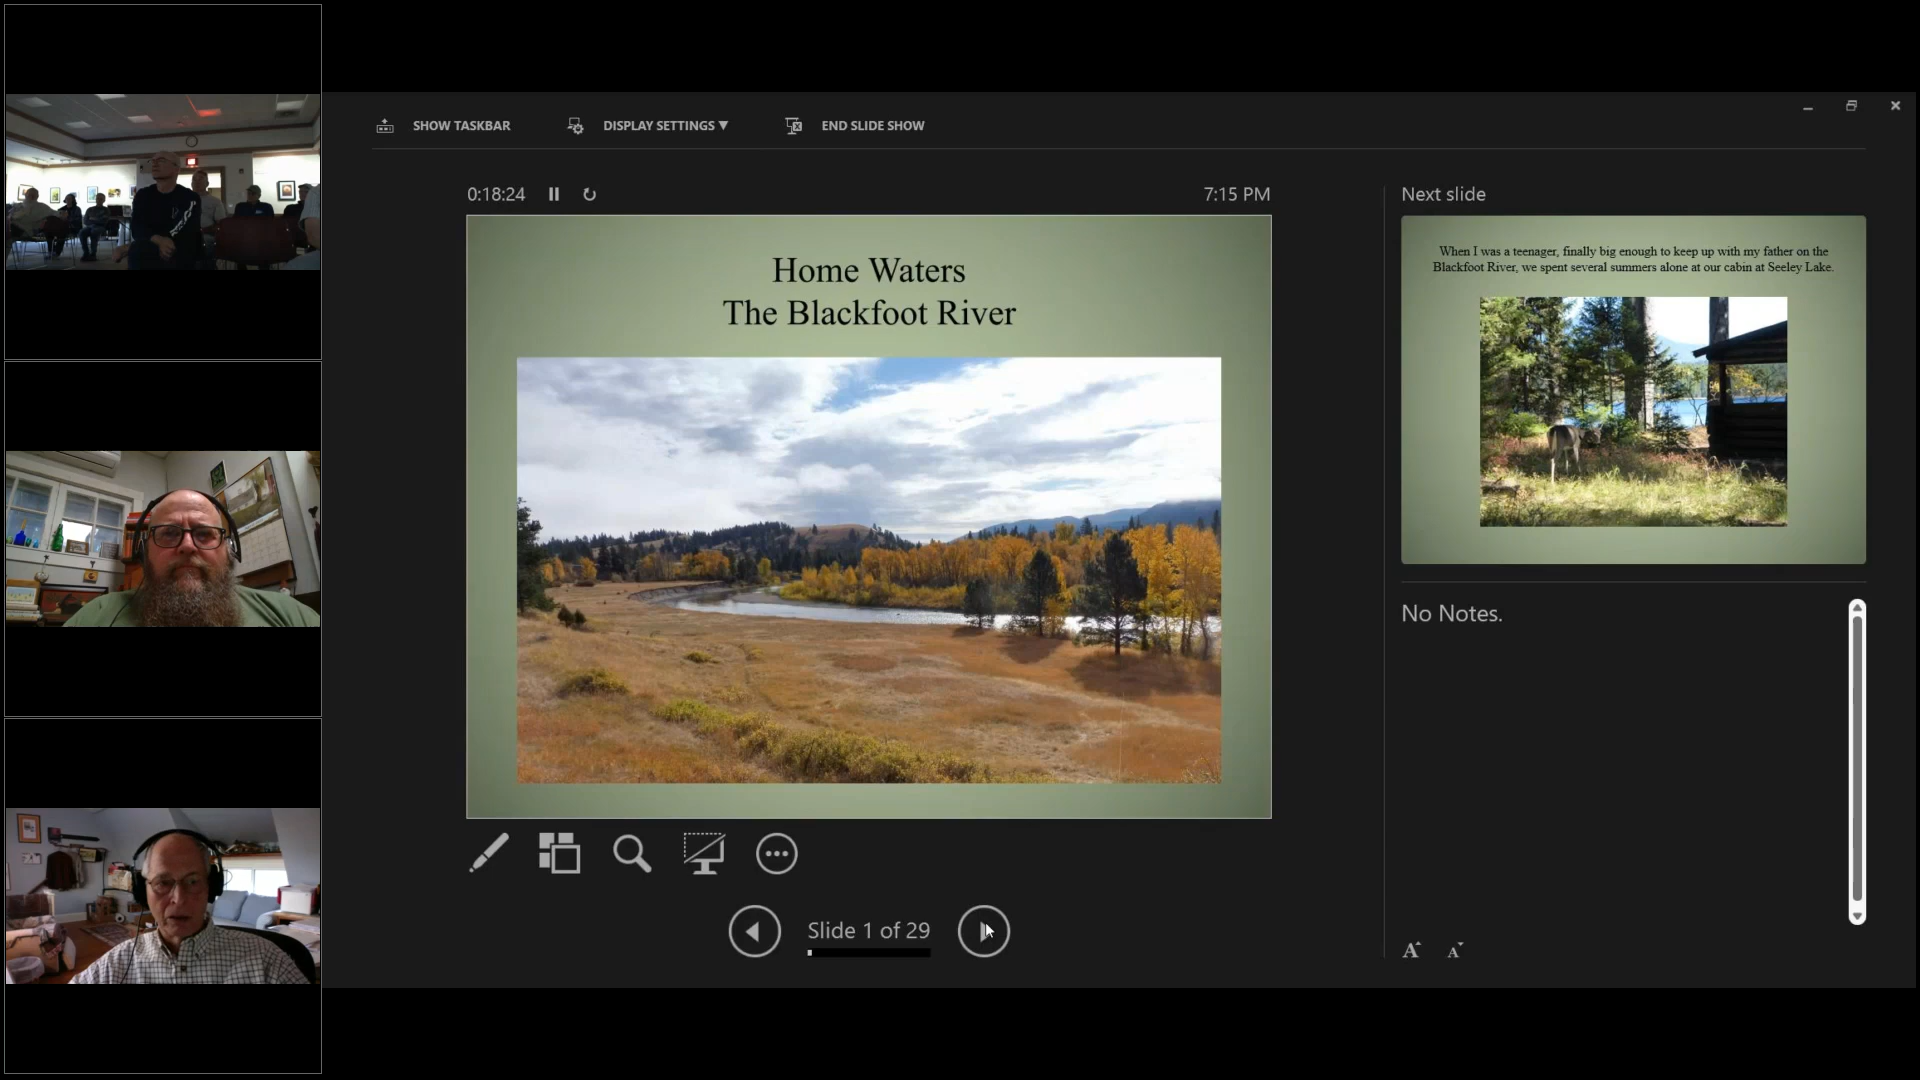 SHOW TASKBAR
DISPLAY SETTINGS ▼
END SLIDE SHOW
0:18:24
7:15 PM
Home Waters
The Blackfoot River
Slide 1 of 29
Next slide
When I was a teenager, finally big enough to keep up with my father on the
Blackfoot River, we spent several summers alone at our cabin at Seeley Lake.
No Notes.
A A